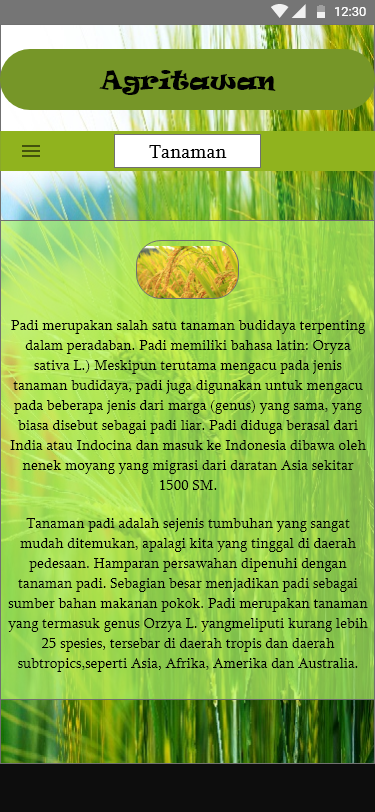 12:30
Agritawan
Tanaman
Padi merupakan salah satu tanaman budidaya terpenting
dalam peradaban. Padi memiliki bahasa latin: Oryza
sativa L.) Meskipun terutama mengacu pada jenis
tanaman budidaya, padi juga digunakan untuk mengacu
pada beberapa jenis dari marga (genus) yang sama, yang
biasa disebut sebagai padi liar. Padi diduga berasal dari
India atau Indocina dan masuk ke Indonesia dibawa oleh
nenek moyang yang migrasi dari daratan Asia sekitar
1500 SM.
Tanaman padi adalah sejenis tumbuhan yang sangat
mudah ditemukan, apalagi kita yang tinggal di daerah
pedesaan. Hamparan persawahan dipenuhi dengan
tanaman padi. Sebagian besar menjadikan padi sebagai
sumber bahan makanan pokok. Padi merupakan tanaman
yang termasuk genus Orzya L. yangmeliputi kurang lebih
25 spesies, tersebar di daerah tropis dan daerah
subtropics,seperti Asia, Afrika, Amerika dan Australia.